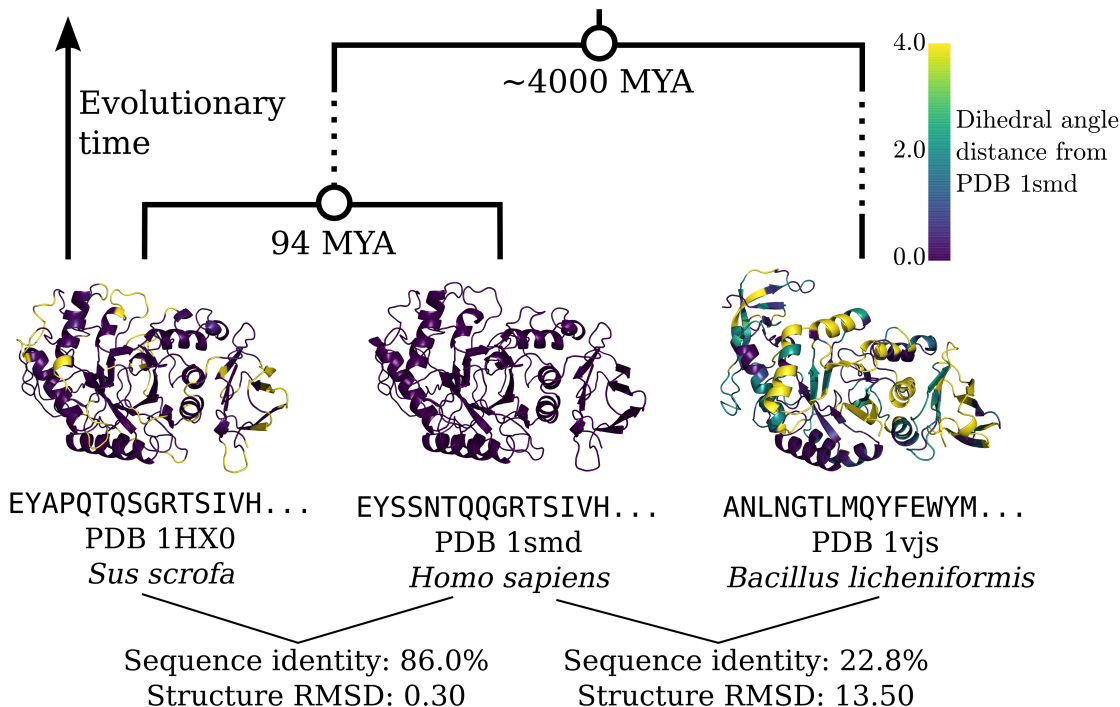 ~4000 MYA
Evolutionary
time
94 MYA
4.0
2.0
0.0
Dihedral angle
distance from
PDB 1smd
EYAPQTQSGRTSIVH...
PDB 1HX0
Sus scrofa
EYSSNTQQGRTSIVH...
PDB 1smd
Homo sapiens
ANLNGTLMQYFEWYM...
PDB 1vjs
Bacillus licheniformis
Sequence identity: 86.0%
Structure RMSD: 0.30
Sequence identity: 22.8%
Structure RMSD: 13.50